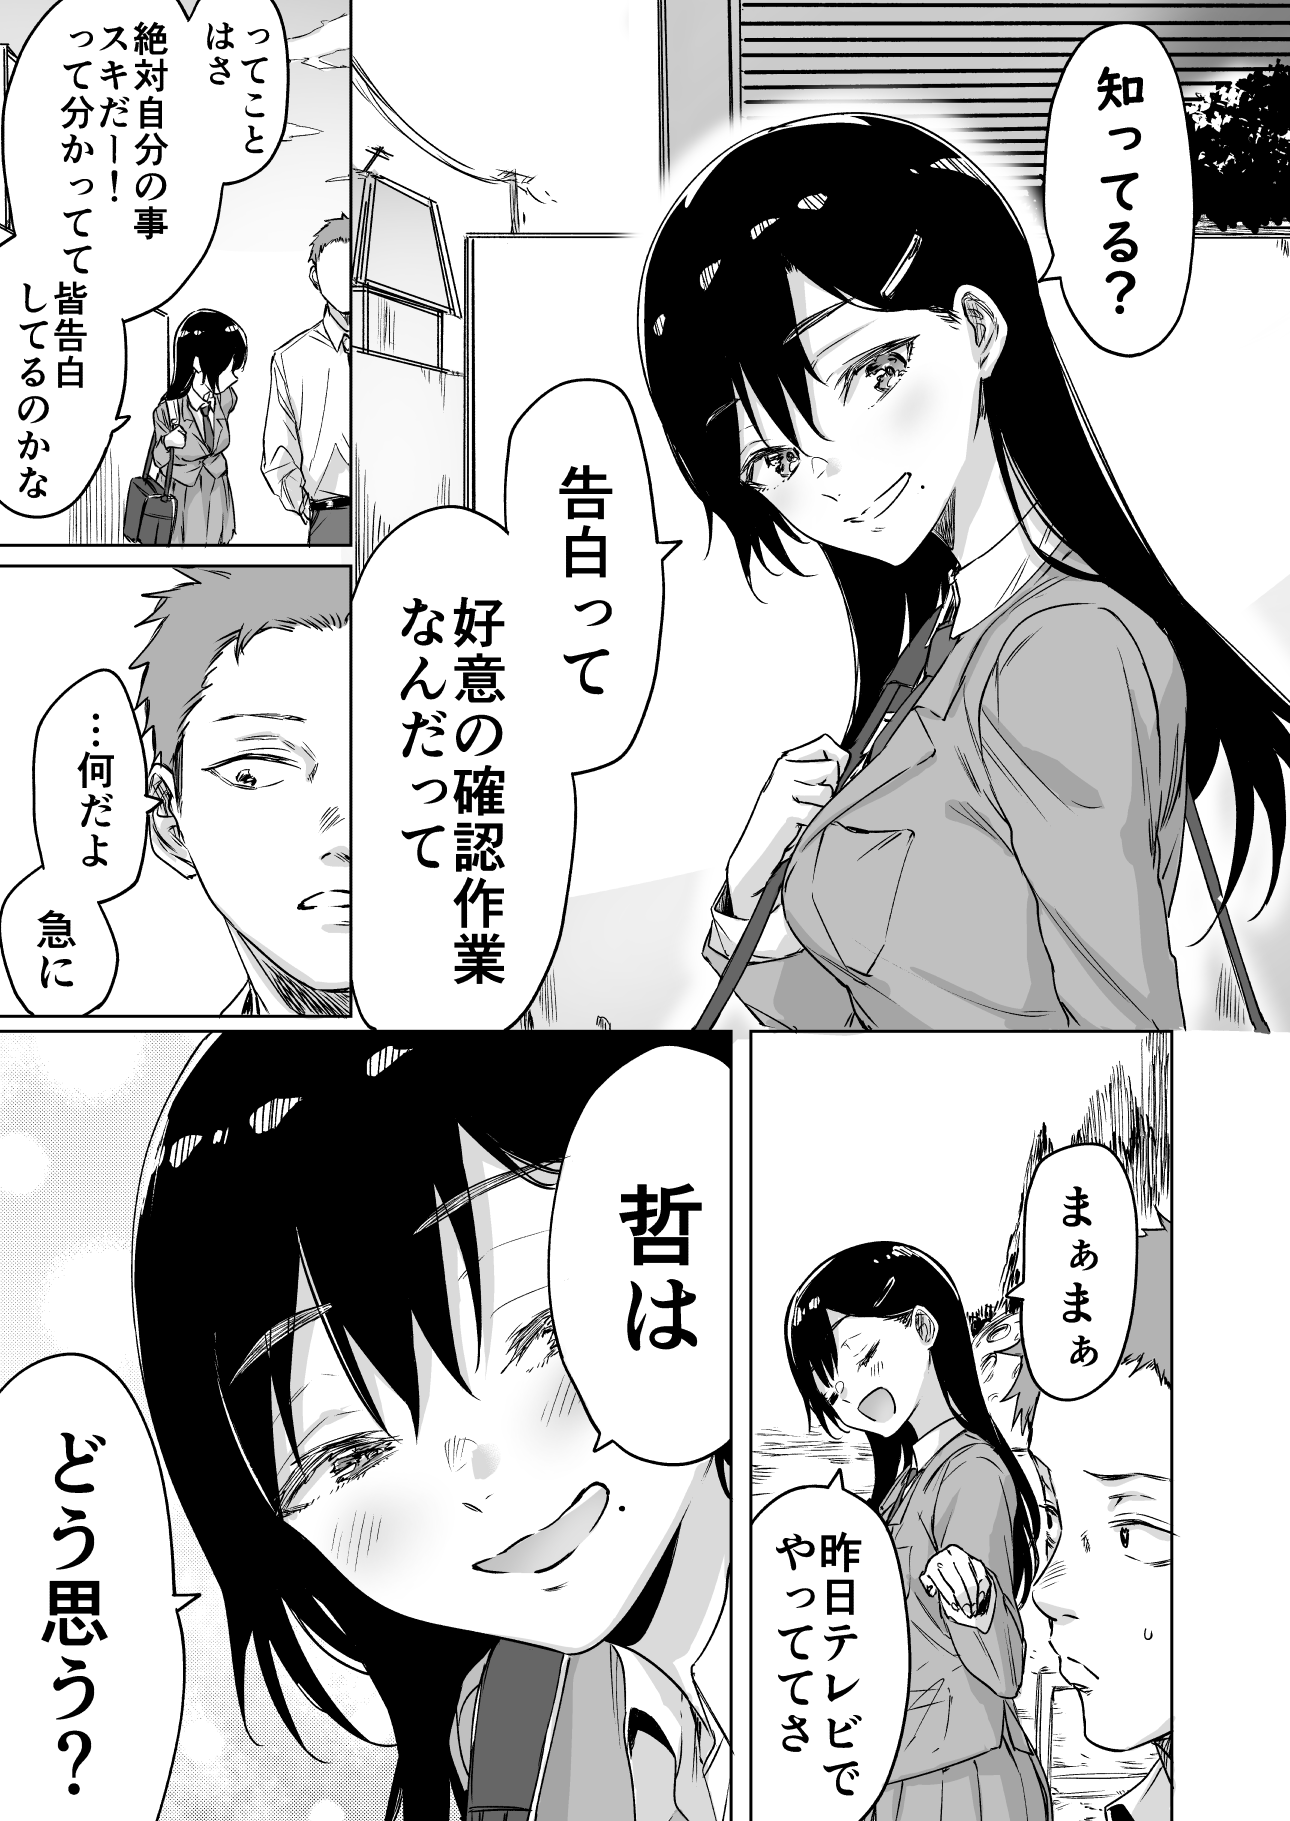 知ってる？
告白って
好意の確認作業
なんだって
ってこと
はさ
絶対自分の事
スキだー！
って分かってて
皆告白
してるのかな
…何だよ
急に
まぁまぁ
昨日テレビで
やっててさ
哲は
どう思う？